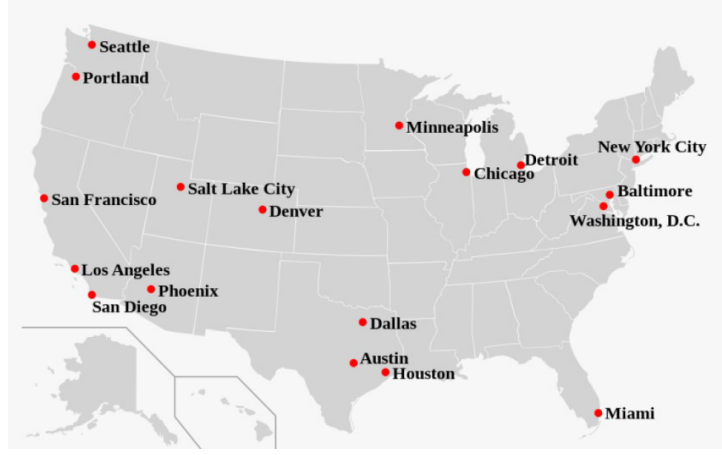 Seattle
Portland
Minneapolis
New York City
Detroit
Chicago
Salt Lake City
Baltimore
San Francisco
Denver
Washington, D.C.
Los Angeles
Phoenix
San Diego
Dallas
Austin
Houston
Miami